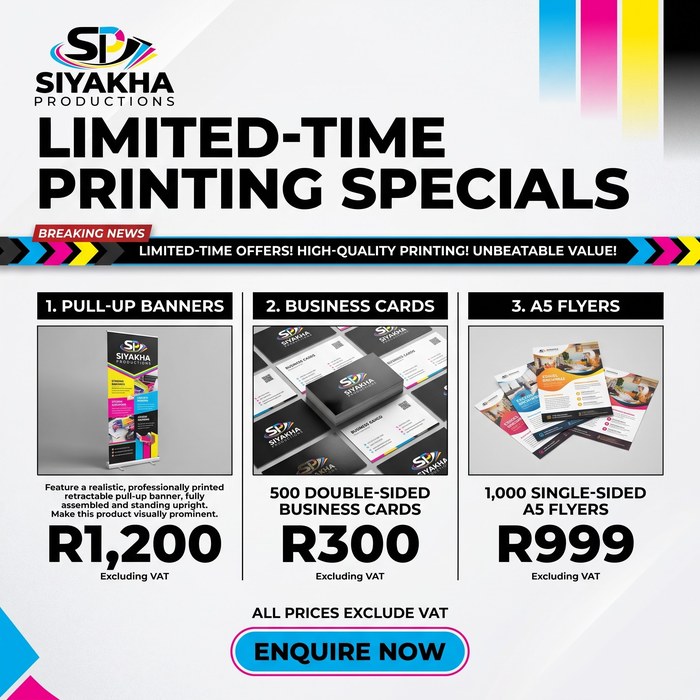 SIYAKHA
PRODUCTIONS
LIMITED-TIME
PRINTING SPECIALS
BREAKING NEWS
LIMITED-TIME OFFERS! HIGH-QUALITY PRINTING! UNBEATABLE VALUE!
1. PULL-UP BANNERS
SIYAKHA
PRODUCTIONS
Feature a realistic, professionally printed
retractable pull-up banner, fully
assembled and standing upright.
Make this product visually prominent.
R1,200
Excluding VAT
2. BUSINESS CARDS
SIYAKHA
PRODUCTIONS
500 DOUBLE-SIDED
BUSINESS CARDS
R300
Excluding VAT
3. A5 FLYERS
1,000 SINGLE-SIDED
A5 FLYERS
R999
Excluding VAT
ALL PRICES EXCLUDE VAT
ENQUIRE NOW